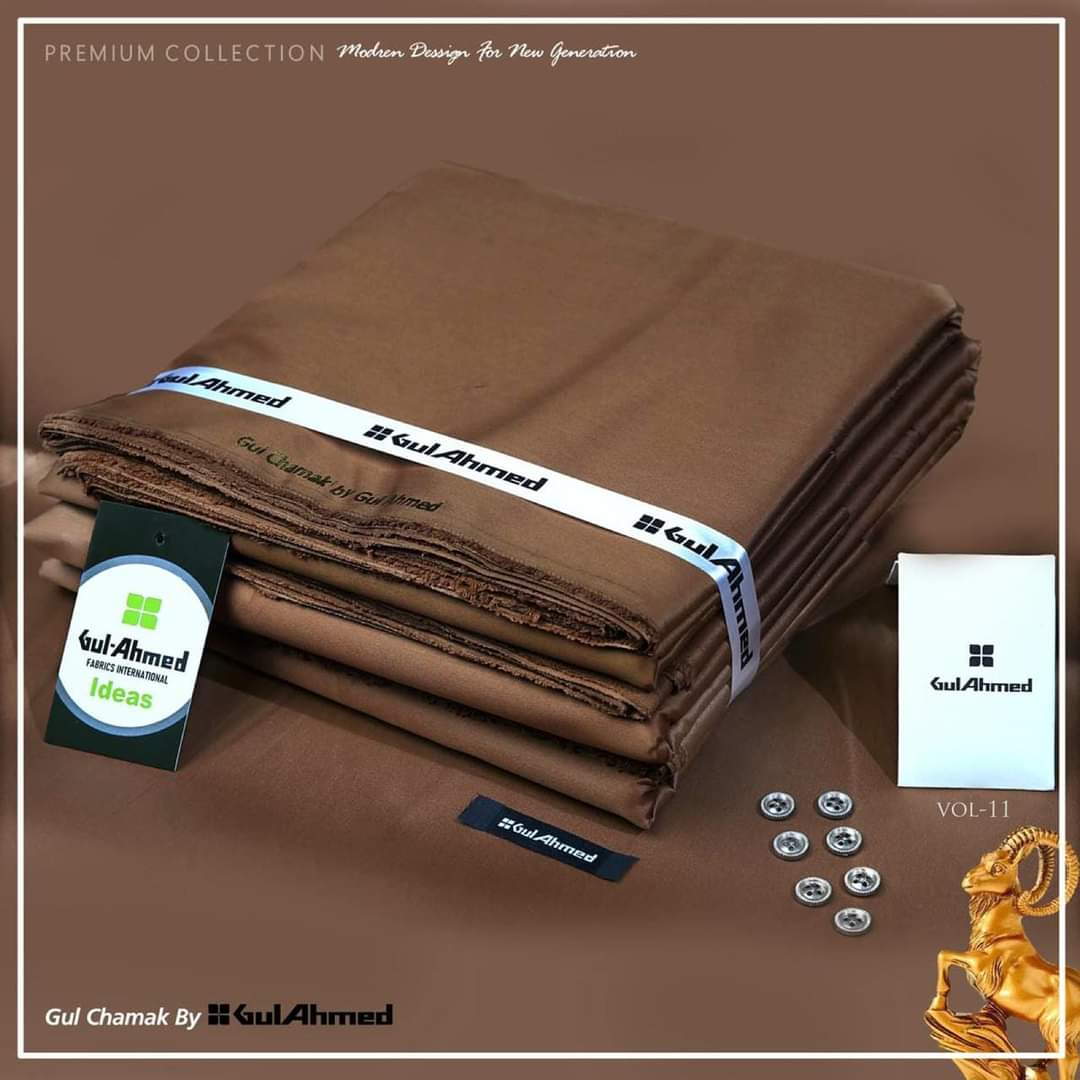 PREMIUM COLLECTION Modren Dessign For New Generation
GulAhmed
GulAhmed
GulAhmed
GulAhmed
Gul Chamak by Gul Ahmed
Gul-Ahmed
FABRICS INTERNATIONAL
Ideas
GulAhmed
GulAhmed
VOL-11
Gul Chamak By GulAhmed